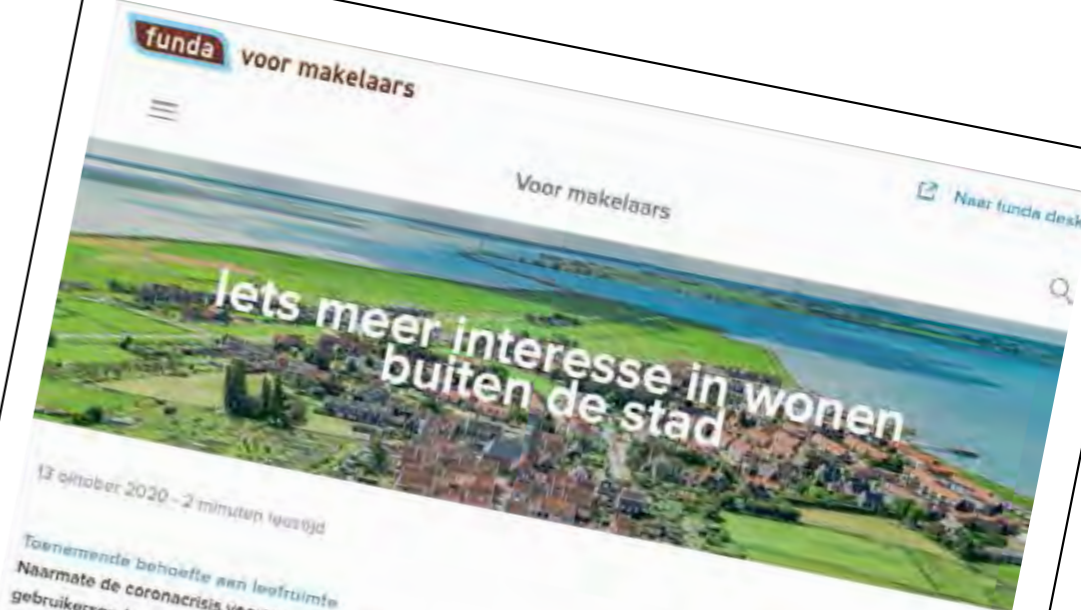 funda voor makelaars
Voor makelaars
Naar funda desk
Iets meer interesse in wonen
buiten de stad
13 oktober 2020 - 2 minuten leestijd
Toenemende behoefte aan leefruimte
Naarmate de coronacrisis